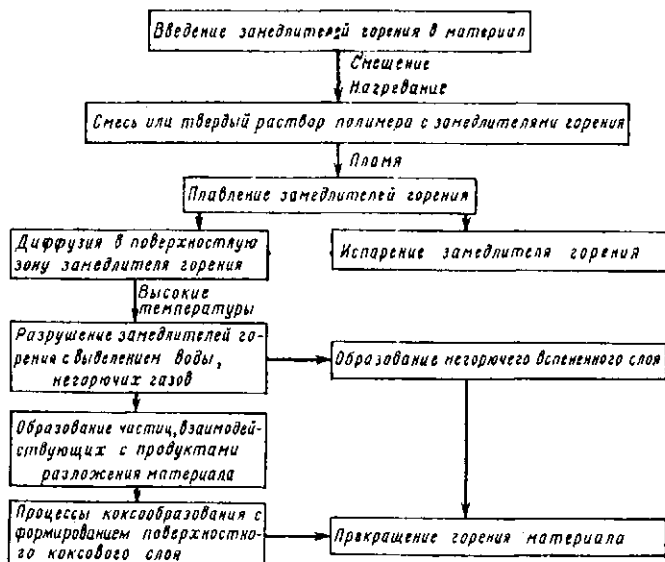 Введение замедлителей горения в материал
Смешение
Нагревание
Смесь или твердый раствор полимера с замедлителями горения
Пламя
Плавление замедлителей горения
Диффузия в поверхностную
зону замедлителя горения
Испарение замедлителя горения
Высокие
температуры
Разрушение замедлителей го-
рения с выделением воды,
негорючих газов
Образование негорючего вспененного слоя
Образование частиц, взаимодей-
ствующих с продуктами
разложения материала
Процессы коксообразования с
формированием поверхностно-
го коксового слоя
Прекращение горения материала